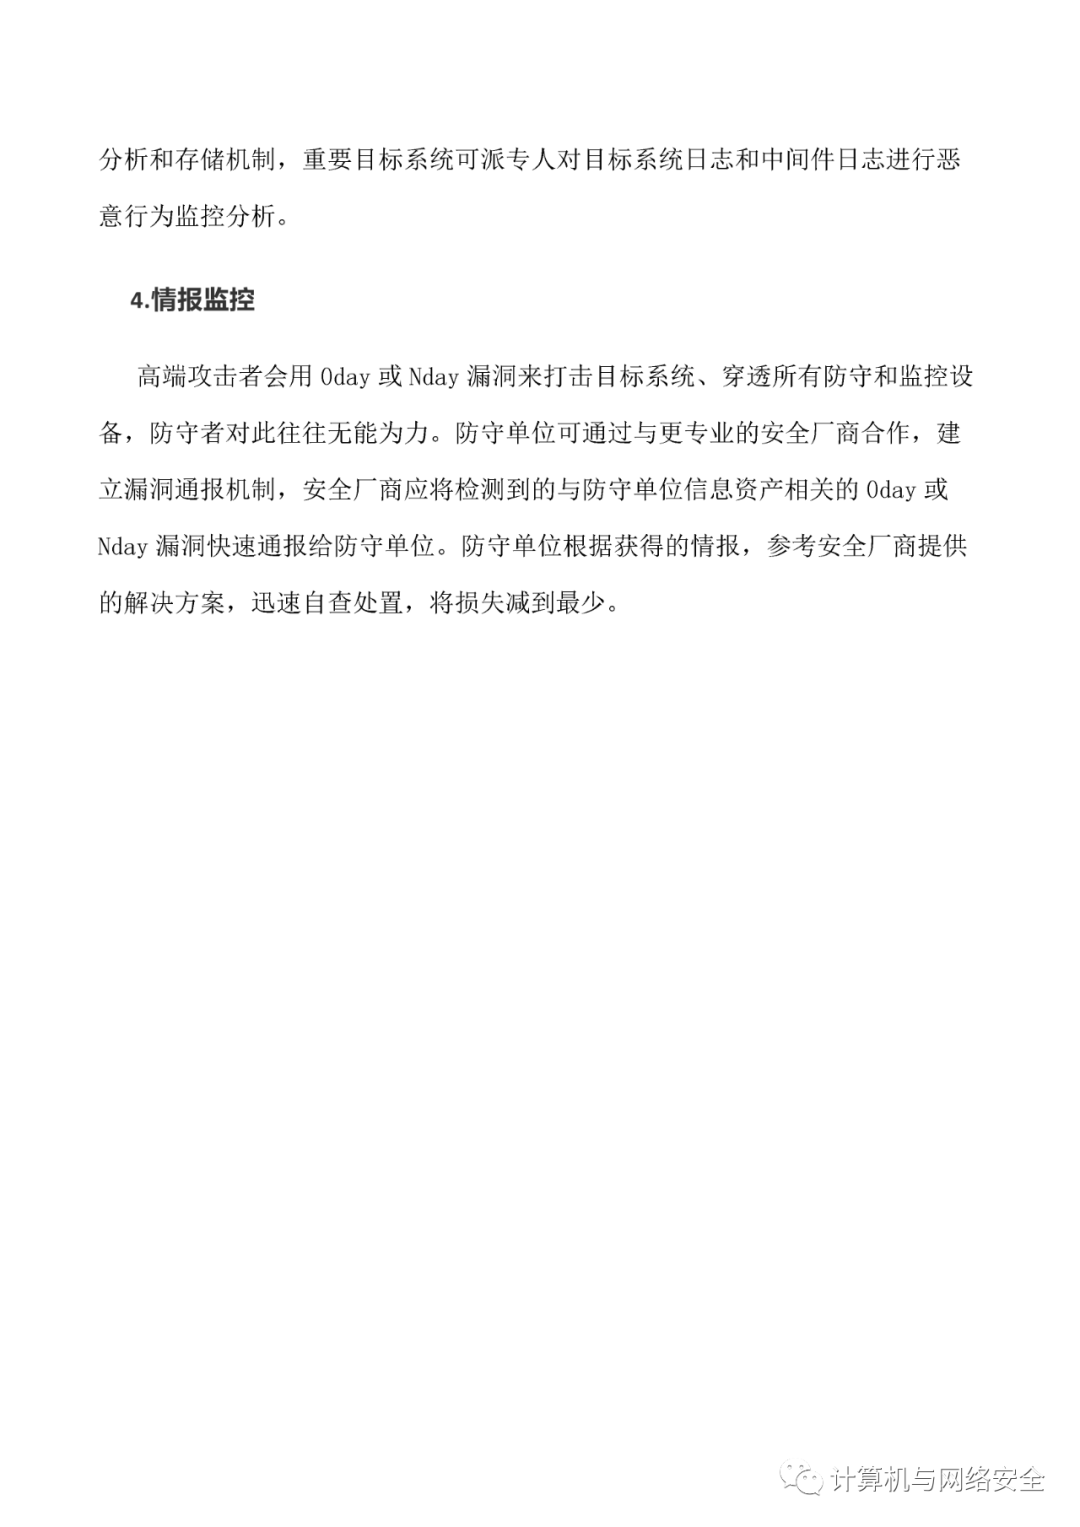 分析和存储机制，重要目标系统可派专人对目标系统日志和中间件日志进行恶
意行为监控分析。
4.情报监控
高端攻击者会用 0day 或 Nday 漏洞来打击目标系统、穿透所有防守和监控设
备，防守者对此往往无能为力。防守单位可通过与更专业的安全厂商合作，建
立漏洞通报机制，安全厂商应将检测到的与防守单位信息资产相关的 0day 或
Nday 漏洞快速通报给防守单位。防守单位根据获得的情报，参考安全厂商提供
的解决方案，迅速自查处置，将损失减到最少。
计算机与网络安全